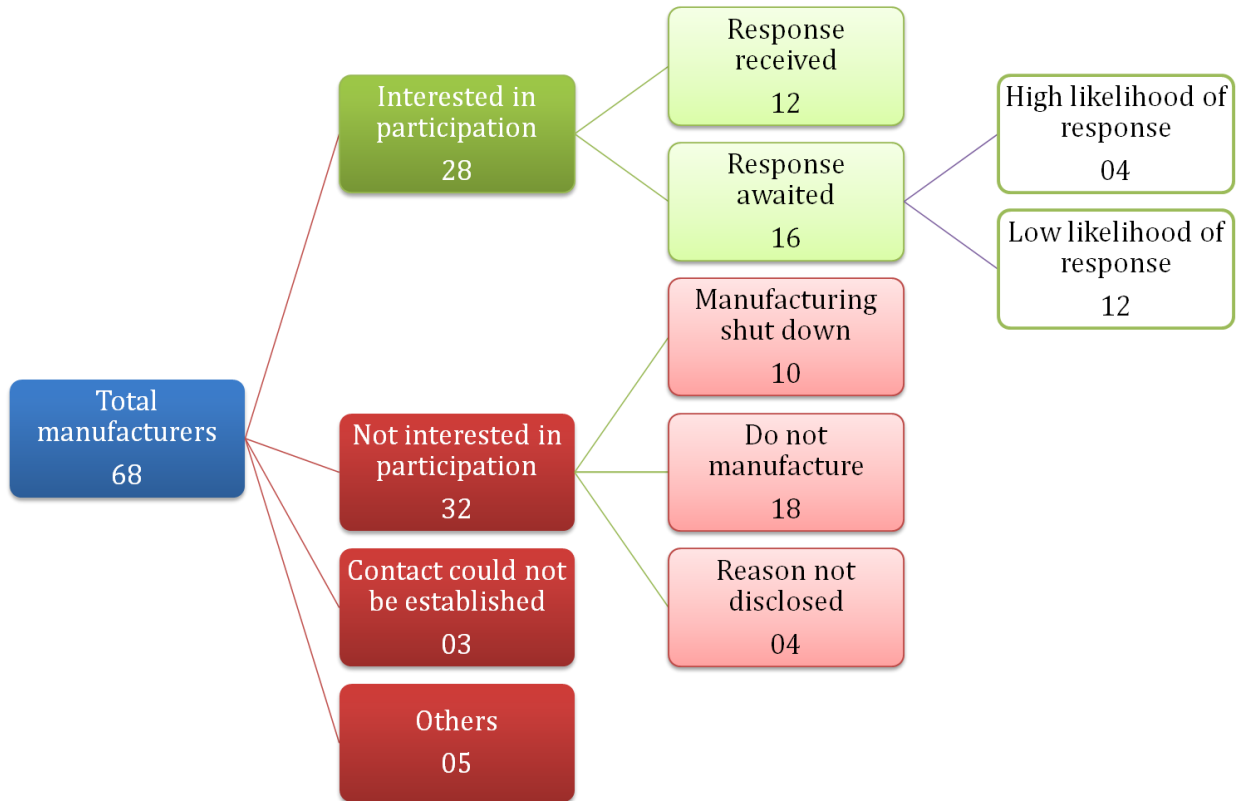 Total
manufacturers
68
Interested in
participation
28
Response
received
12
Response
awaited
16
High likelihood of
response
04
Low likelihood of
response
12
Not interested in
participation
32
Manufacturing
shut down
10
Do not
manufacture
18
Reason not
disclosed
04
Contact could not
be established
03
Others
05